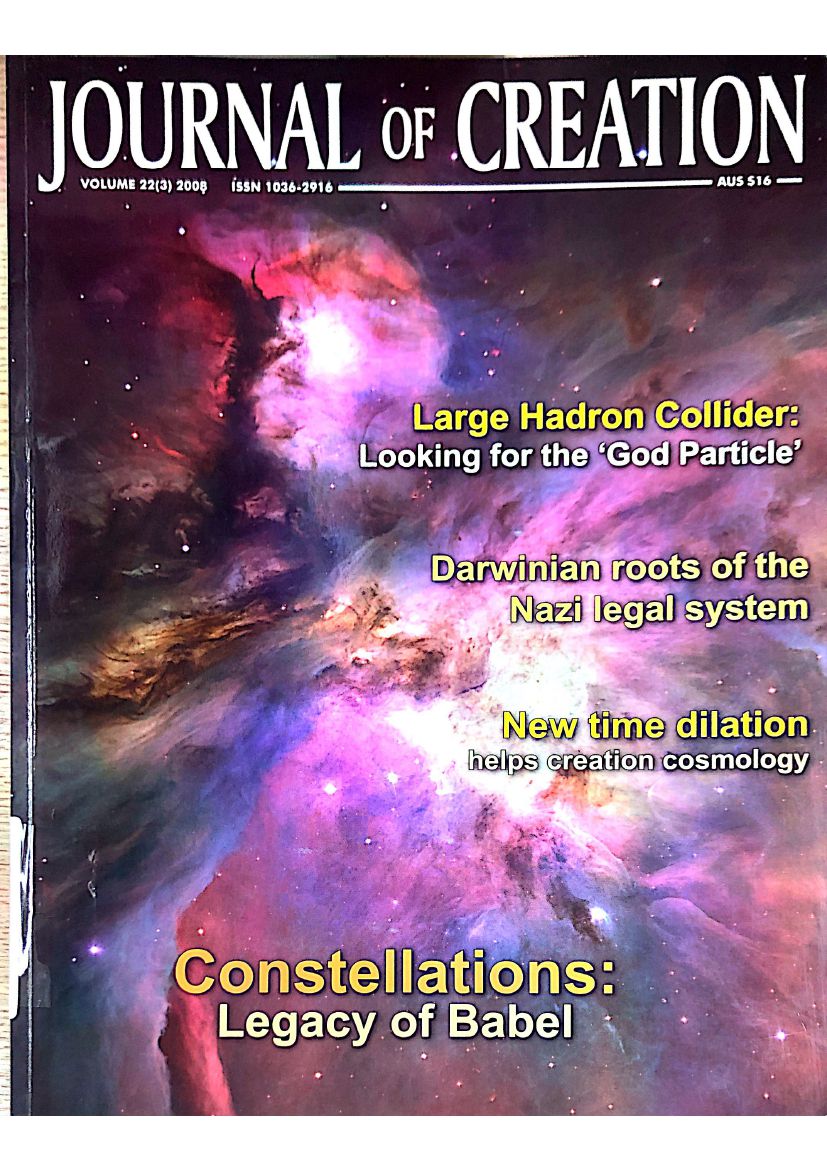 JOURNAL OF CREATION
VOLUME 22(3) 2008 ISSN 1036-2916 AUS $16
Large Hadron Collider:
Looking for the ‘God Particle’
Darwinian roots of the
Nazi legal system
New time dilation
helps creation cosmology
Constellations:
Legacy of Babel